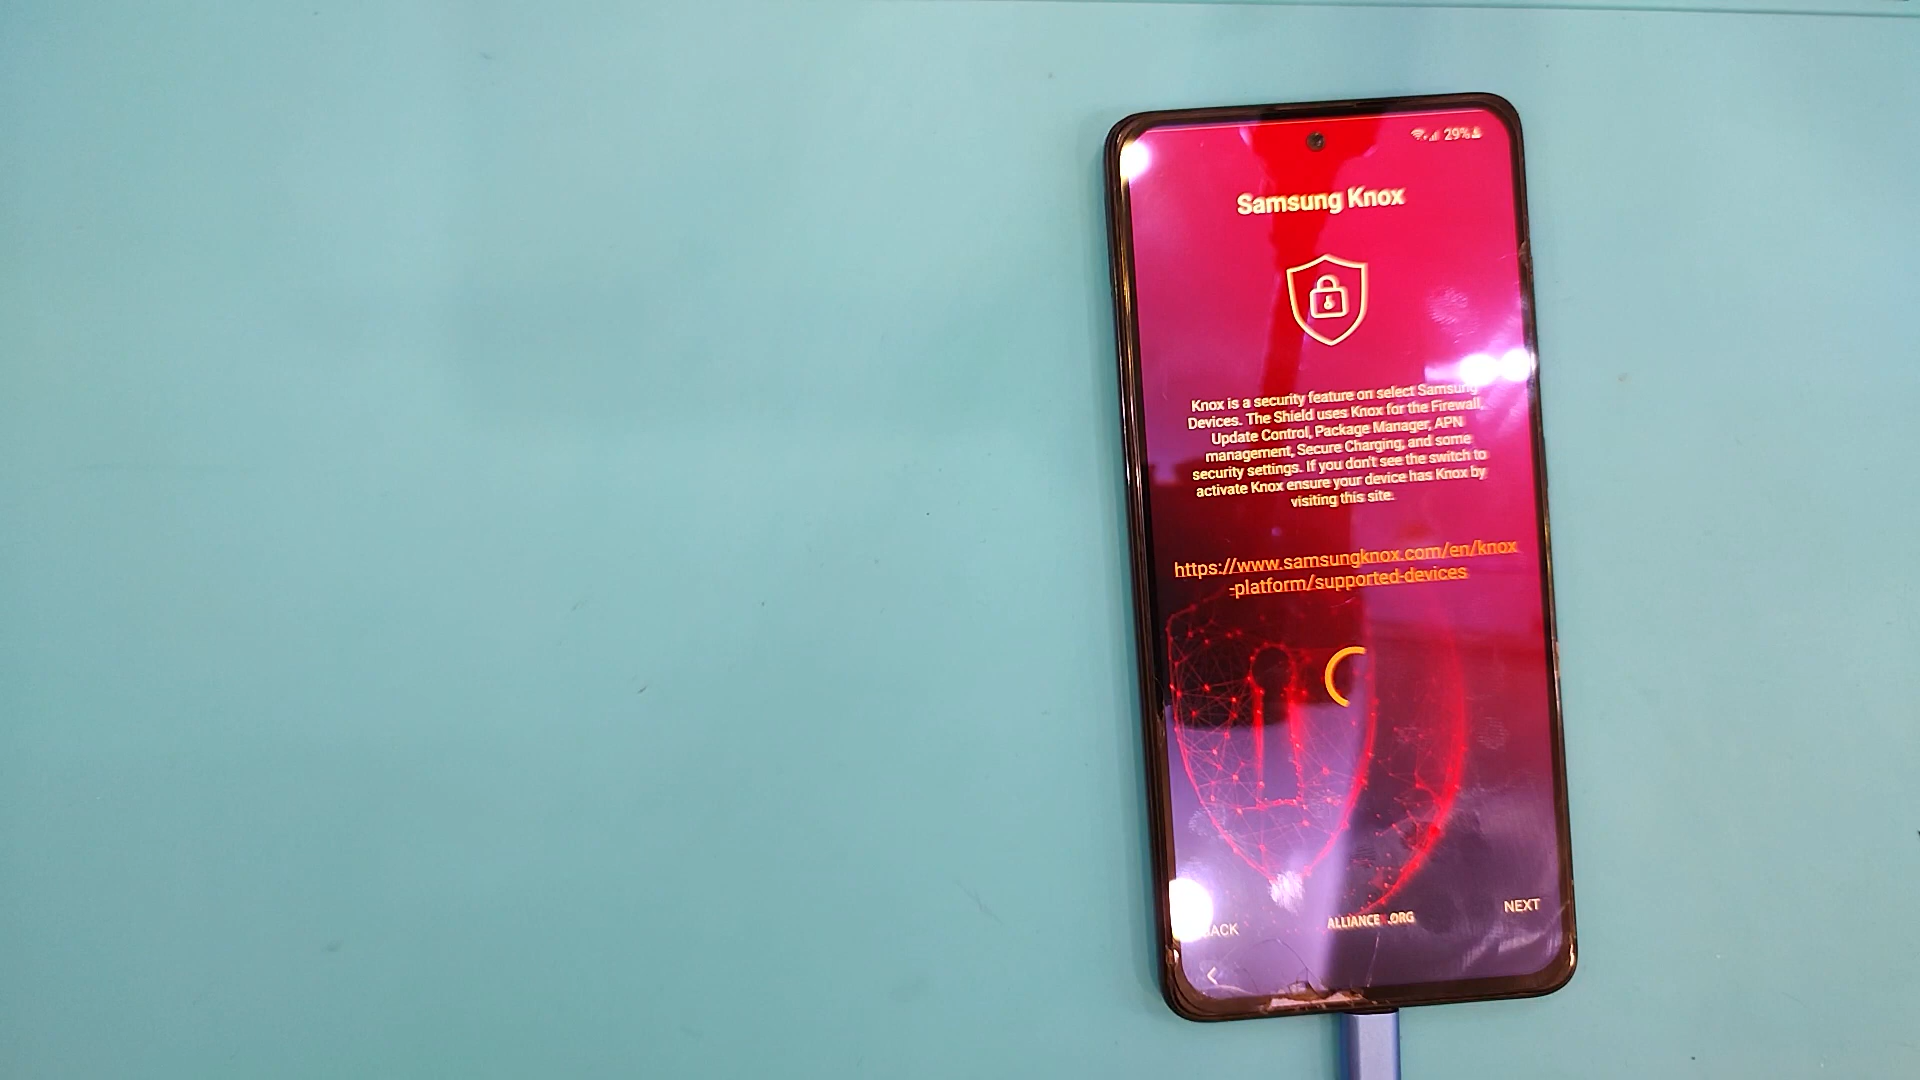 29%
Samsung Knox
Knox is a security feature on select Samsung
Devices. The Shield uses Knox for the Firewall,
Update Control, Package Manager, APN
management, Secure Charging, and some
security settings. If you don't see the switch to
activate Knox ensure your device has Knox by
visiting this site.
https://www.samsungknox.com/en/knox
-platform/supported-devices
NEXT
ALLIANCE .ORG
ACK